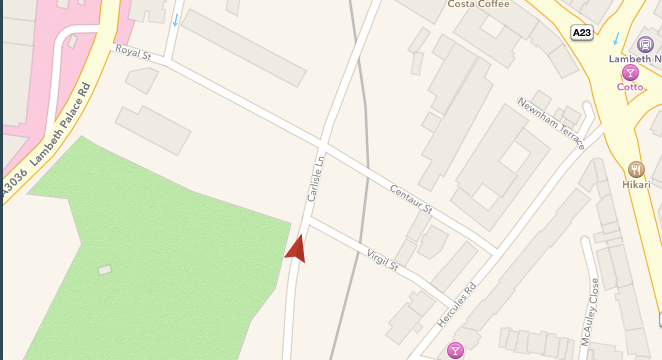 Costa Coffee
A23
Royal St
Lambeth N
Cotto
Lambeth Palace Rd
Newnham Terrace
A3036
Carlisle Ln
Hikari
Centaur St
Virgil St
Hercules Rd
McAuley Close